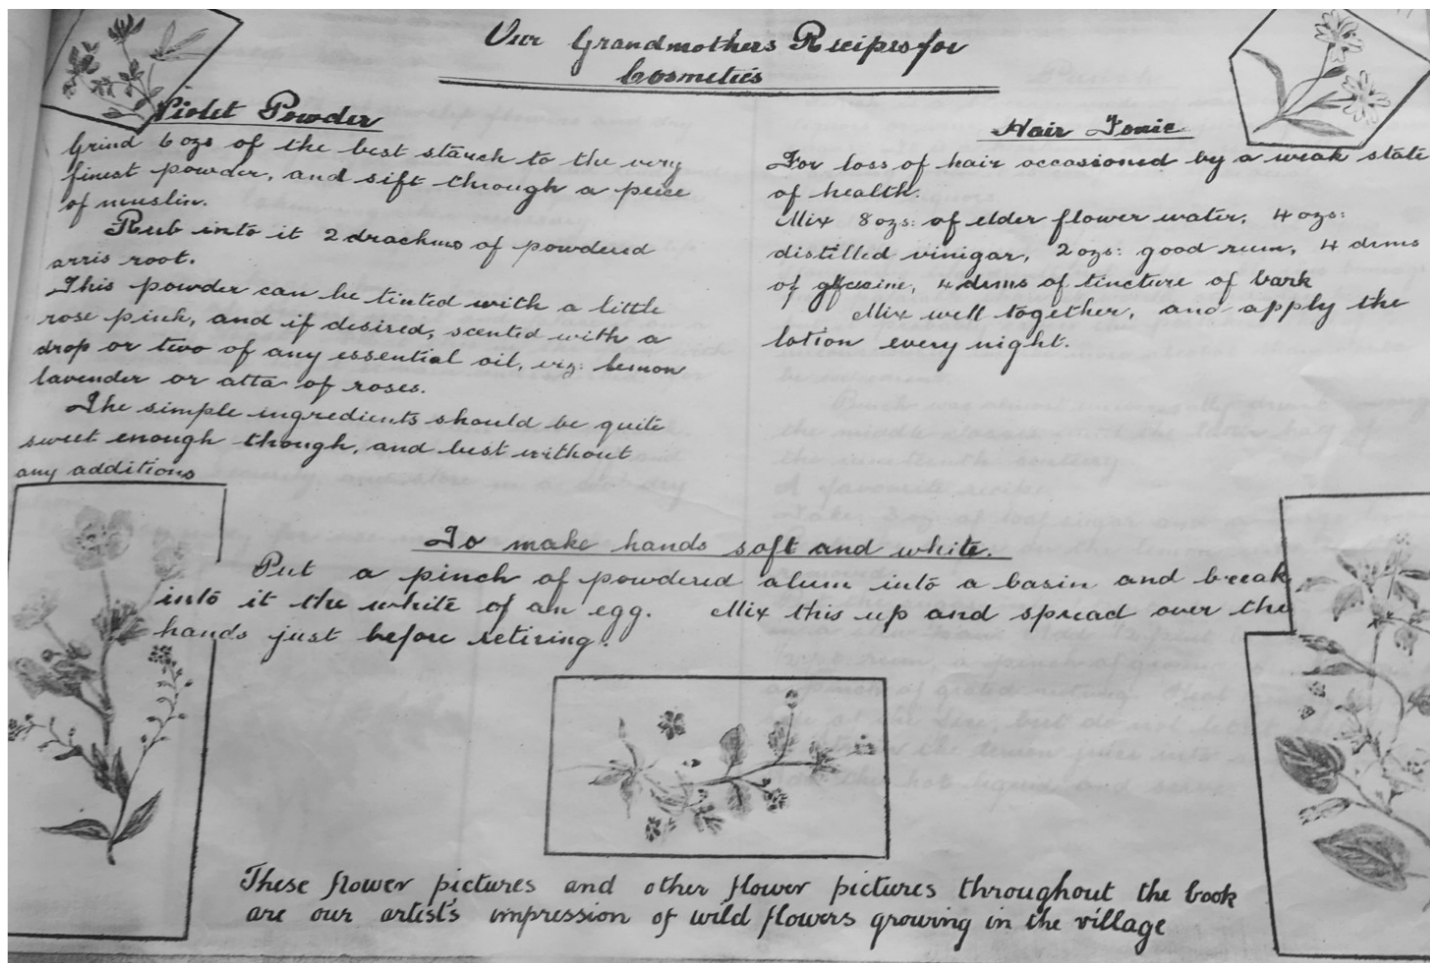 Our Grandmothers Recipes for
Cosmetics
Violet Powder
Grind 6 ozs of the best starch to the very
finest powder, and sift through a peice
of muslin.
Rub into it 2 drachms of powdered
orris root.
This powder can be tinted with a little
rose pink, and if desired, scented with a
drop or two of any essential oil, viz: lemon
lavender or atta of roses.
The simple ingredients should be quite
sweet enough though, and best without
any additions
Hair Tonic
For loss of hair occasioned by a weak state
of health.
Mix 8 ozs: of elder flower water, 4 ozs:
distilled vinigar, 2 ozs: good rum, 4 drms
of glycerine, 4 drms of tincture of bark
Mix well together, and apply the
lotion every night.
To make hands soft and white.
Put a pinch of powdered alum into a basin and break
into it the white of an egg. Mix this up and spread over the
hands just before retiring.
These flower pictures and other flower pictures throughout the book
are our artist's impression of wild flowers growing in the village